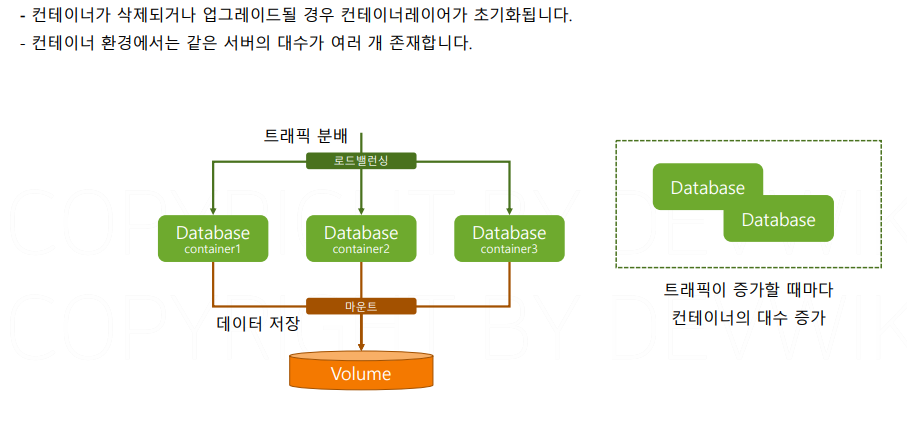 - 컨테이너가 삭제되거나 업그레이드될 경우 컨테이너레이어가 초기화됩니다.
- 컨테이너 환경에서는 같은 서버의 대수가 여러 개 존재합니다.
트래픽 분배
로드밸런싱
Database
container1
Database
container2
Database
container3
마운트
데이터 저장
Volume
Database
Database
트래픽이 증가할 때마다
컨테이너의 대수 증가
COPYRIGHT BY DEVWIK
COPYRIGHT BY DEVWIK